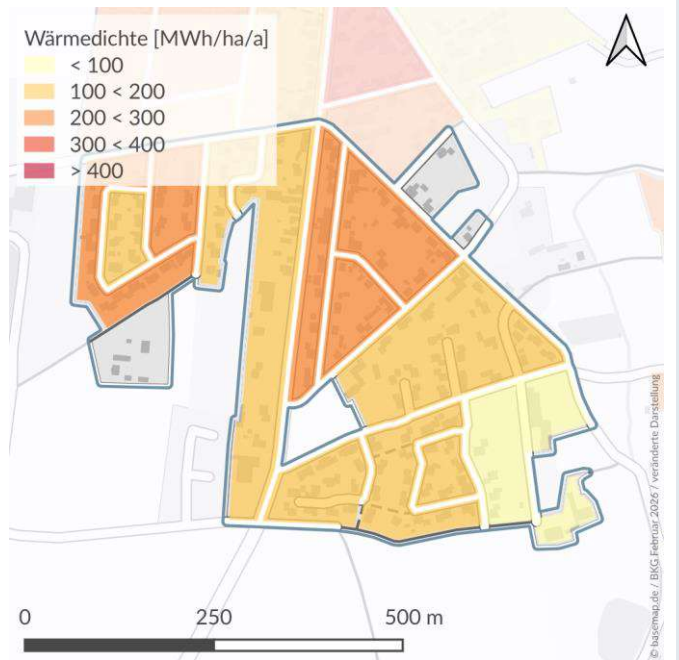 Wärmedichte [MWh/ha/a]
< 100
100 < 200
200 < 300
300 < 400
> 400
© basemap.de / BKG Februar 2026 / veränderte Darstellung
0 250 500 m